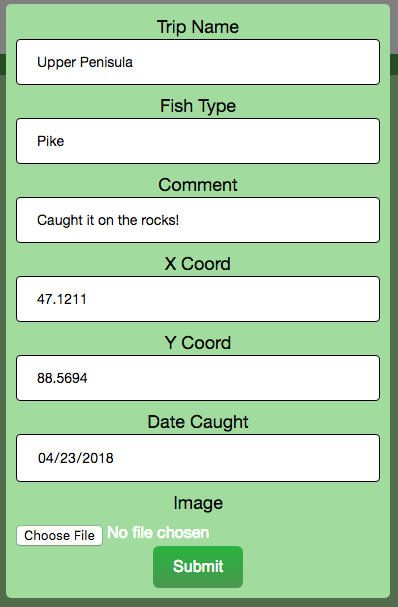 Trip Name
Upper Penisula
Fish Type
Pike
Comment
Caught it on the rocks!
X Coord
47.1211
Y Coord
88.5694
Date Caught
04/23/2018
Image
Choose File No file chosen
Submit